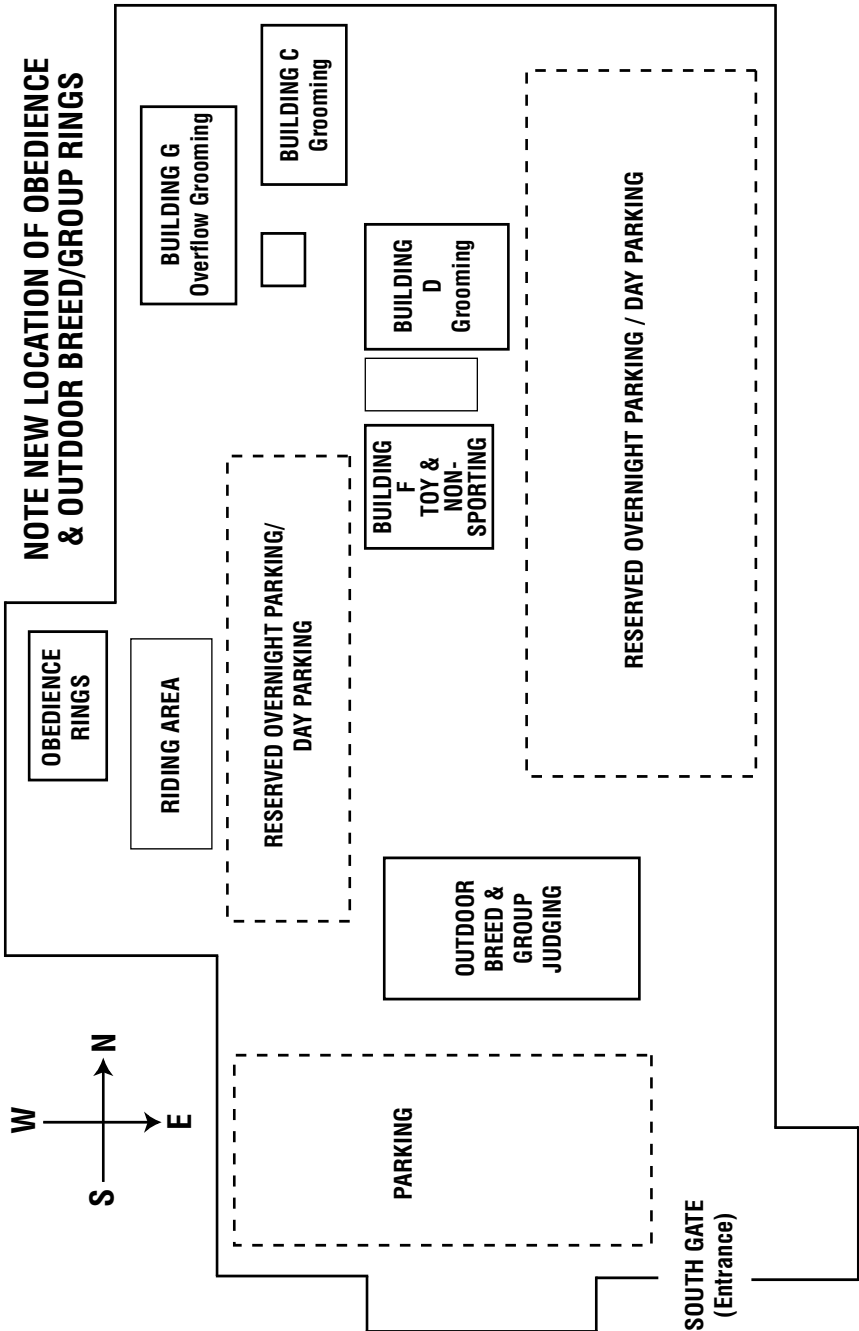 NOTE NEW LOCATION OF OBEDIENCE
& OUTDOOR BREED/GROUP RINGS
W
S
N
E
OBEDIENCE
RINGS
RIDING AREA
BUILDING G
Overflow Grooming
BUILDING C
Grooming
RESERVED OVERNIGHT PARKING/
DAY PARKING
BUILDING
F
TOY &
NON-
SPORTING
BUILDING
D
Grooming
PARKING
OUTDOOR
BREED &
GROUP
JUDGING
RESERVED OVERNIGHT PARKING / DAY PARKING
SOUTH GATE
(Entrance)